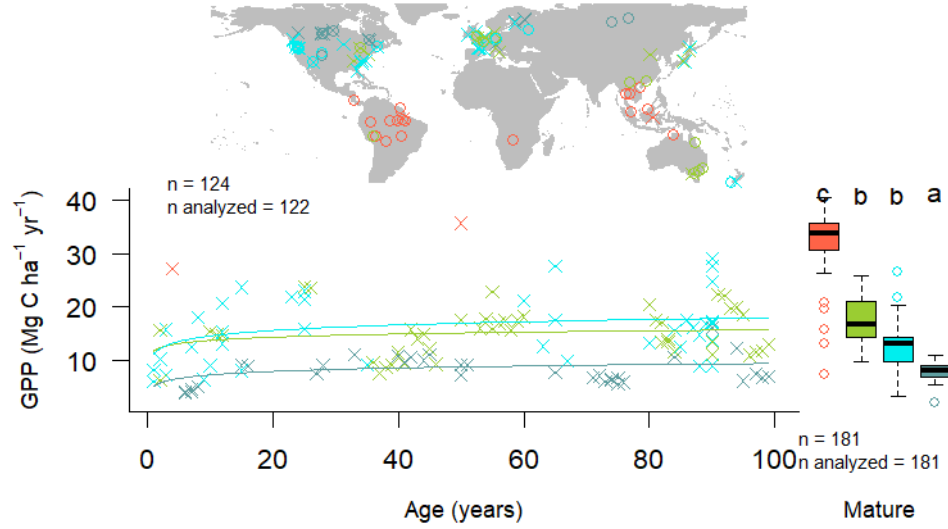 n = 124
n analyzed = 122
c b b a
GPP (Mg C ha⁻¹ yr⁻¹)
40
30
20
10
0 20 40 60 80 100
n = 181
n analyzed = 181
Age (years)
Mature